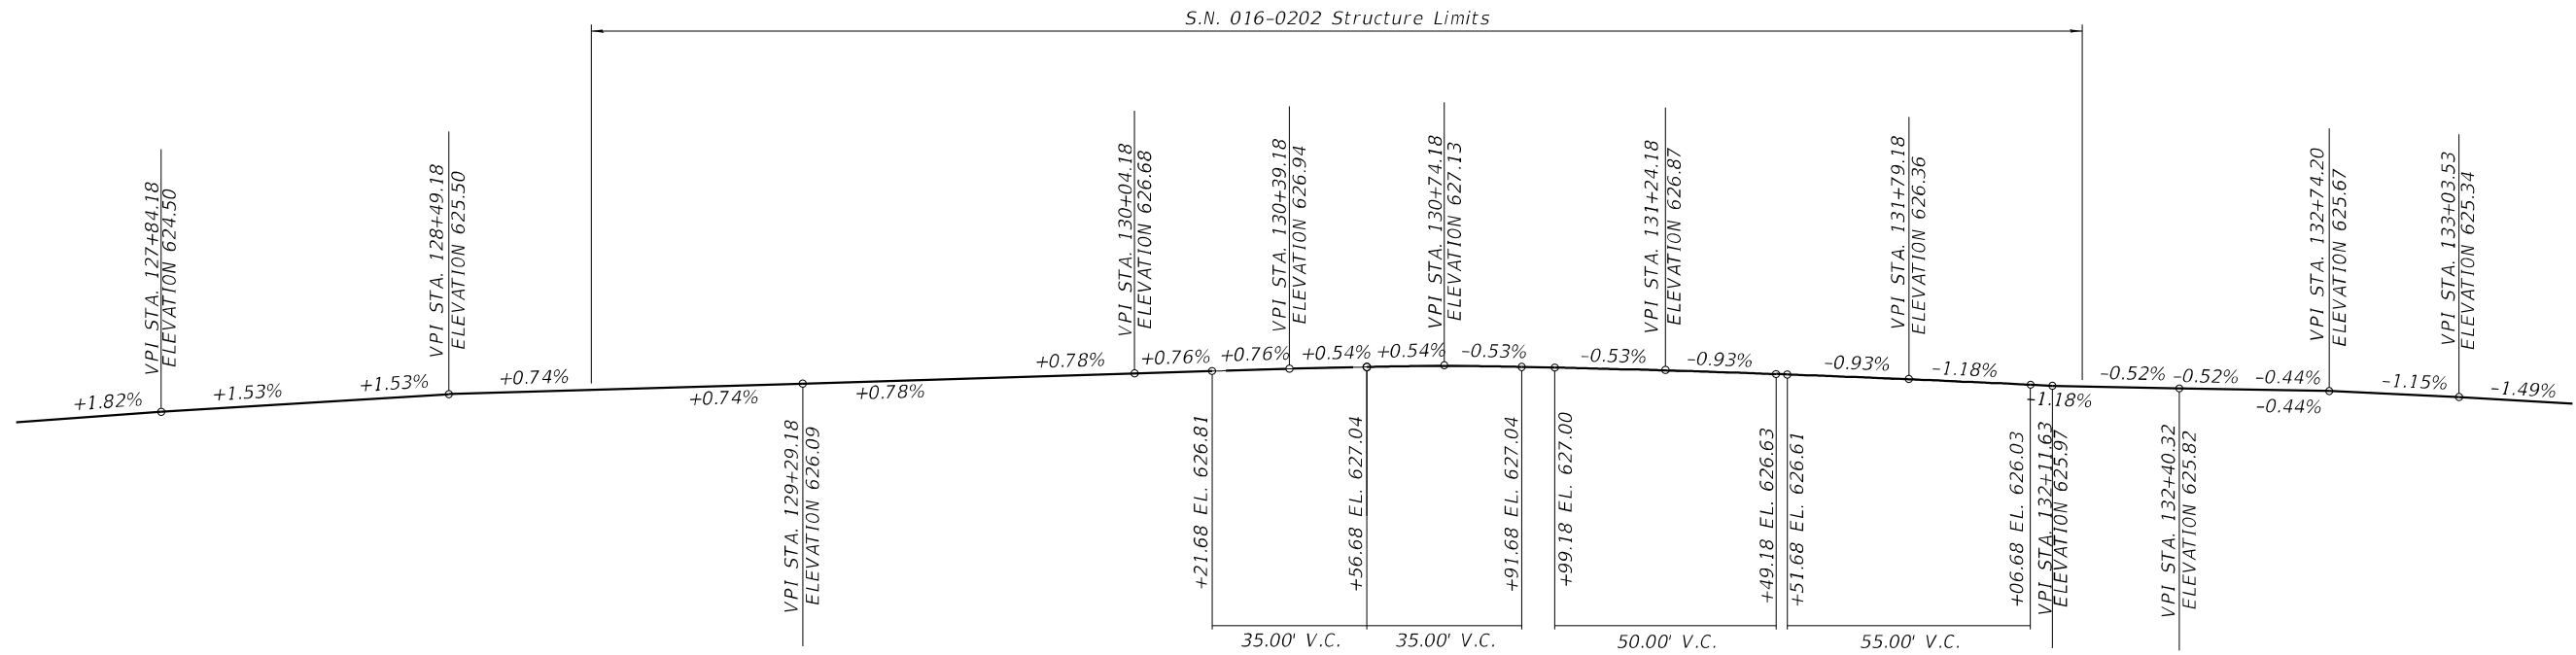 S.N. 016-0202 Structure Limits
VPI STA. 127+84.18
ELEVATION 624.50
VPI STA. 128+49.18
ELEVATION 625.50
VPI STA. 130+04.18
ELEVATION 626.68
VPI STA. 130+39.18
ELEVATION 626.94
VPI STA. 130+74.18
ELEVATION 627.13
VPI STA. 131+24.18
ELEVATION 626.87
VPI STA. 131+79.18
ELEVATION 626.36
VPI STA. 132+74.20
ELEVATION 625.67
VPI STA. 133+03.53
ELEVATION 625.34
+1.82%
+1.53%
+1.53%
+0.74%
+0.74%
+0.78%
+0.78%
+0.76%
+0.76%
+0.54%
+0.54%
-0.53%
-0.53%
-0.93%
-0.93%
-1.18%
-1.18%
-0.52%
-0.52%
-0.44%
-0.44%
-1.15%
-1.49%
VPI STA. 129+29.18
ELEVATION 626.09
+21.68 EL. 626.81
+56.68 EL. 627.04
+91.68 EL. 627.04
+99.18 EL. 627.00
+49.18 EL. 626.63
+51.68 EL. 626.61
+06.68 EL. 626.03
VPI STA. 132+11.63
ELEVATION 625.97
VPI STA. 132+40.32
ELEVATION 625.82
35.00' V.C.
35.00' V.C.
50.00' V.C.
55.00' V.C.